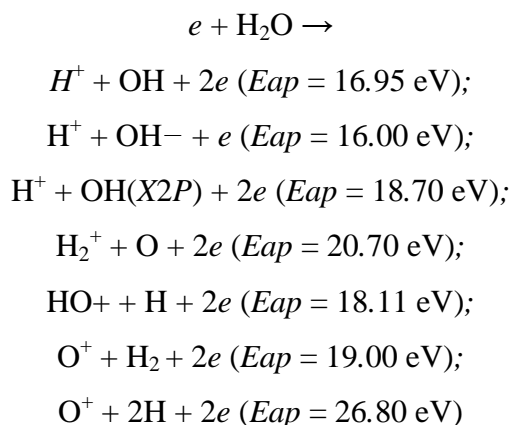 e + H₂O →
H⁺ + OH + 2e (Eap = 16.95 eV);
H⁺ + OH− + e (Eap = 16.00 eV);
H⁺ + OH(X2P) + 2e (Eap = 18.70 eV);
H₂⁺ + O + 2e (Eap = 20.70 eV);
HO+ + H + 2e (Eap = 18.11 eV);
O⁺ + H₂ + 2e (Eap = 19.00 eV);
O⁺ + 2H + 2e (Eap = 26.80 eV)